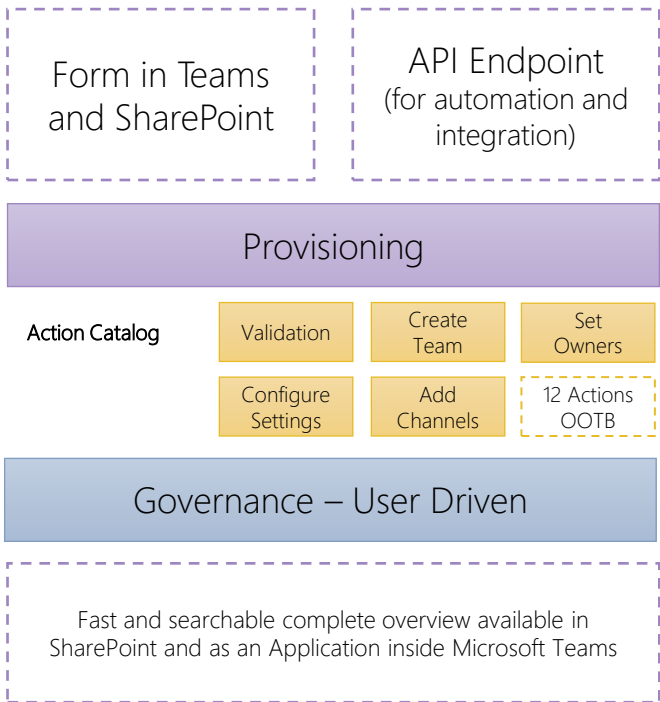 Form in Teams
and SharePoint
API Endpoint
(for automation and
integration)
Provisioning
Action Catalog
Validation
Create
Team
Set
Owners
Configure
Settings
Add
Channels
12 Actions
OOTB
Governance – User Driven
Fast and searchable complete overview available in
SharePoint and as an Application inside Microsoft Teams